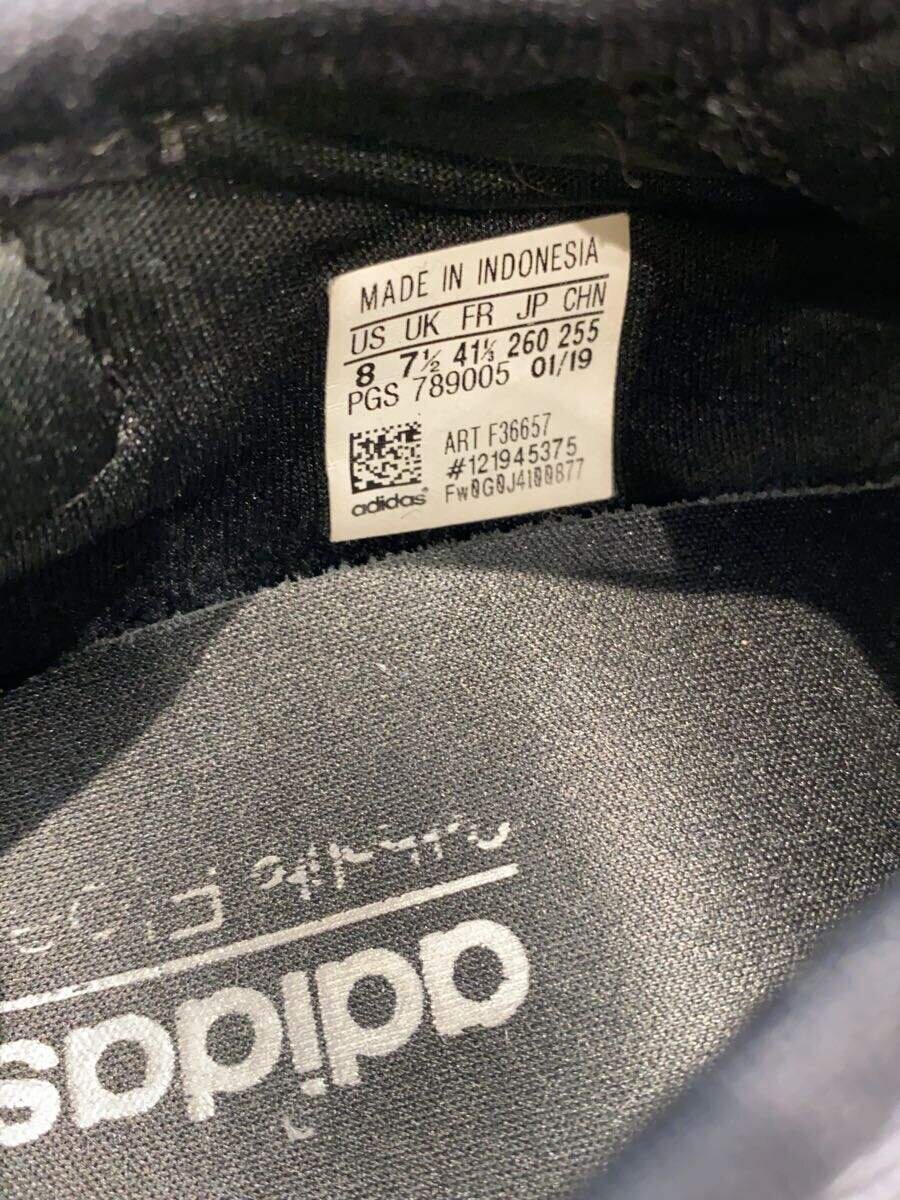 MADE IN INDONESIA
US UK FR JP CHN
8 7½ 41⅓ 260 255
PGS 789005 01/19
ART F36657
#121945375
FW0G0J4100877
adidas
adidas